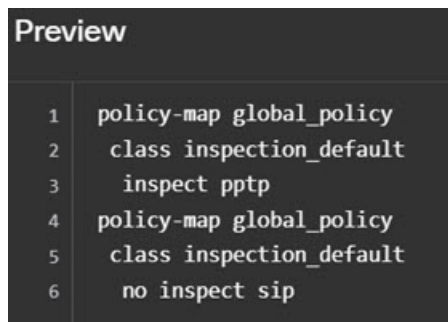 Preview
1 policy-map global_policy
2 class inspection_default
3 inspect pptp
4 policy-map global_policy
5 class inspection_default
6 no inspect sip